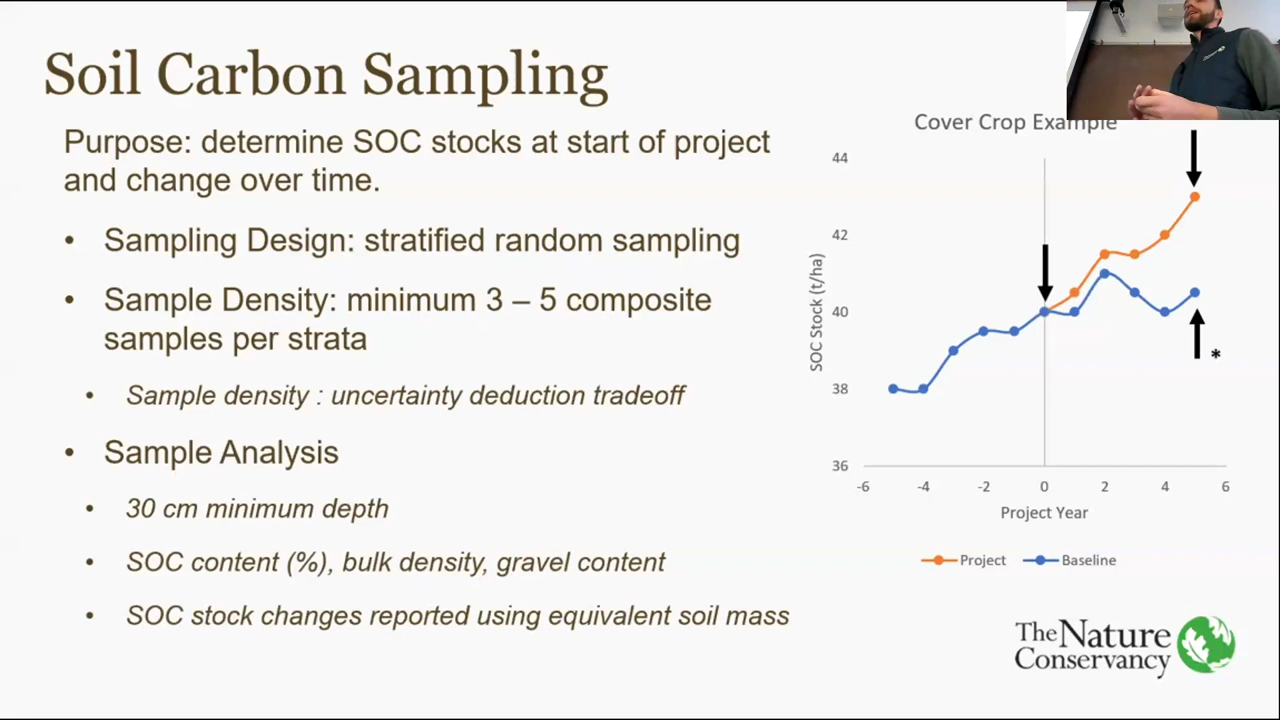 Soil Carbon Sampling
Purpose: determine SOC stocks at start of project
and change over time.
• Sampling Design: stratified random sampling
• Sample Density: minimum 3 – 5 composite
samples per strata
• Sample density : uncertainty deduction tradeoff
• Sample Analysis
• 30 cm minimum depth
• SOC content (%), bulk density, gravel content
• SOC stock changes reported using equivalent soil mass
Cover Crop Example
44
42
40
38
36
SOC Stock (t/ha)
*
-6 -4 -2 0 2 4 6
Project Year
Project Baseline
The Nature
Conservancy